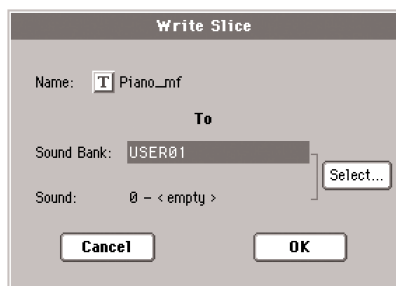 Write Slice
Name: T Piano_mf
To
Sound Bank: USER01
Select...
Sound: 0 - < empty >
Cancel OK